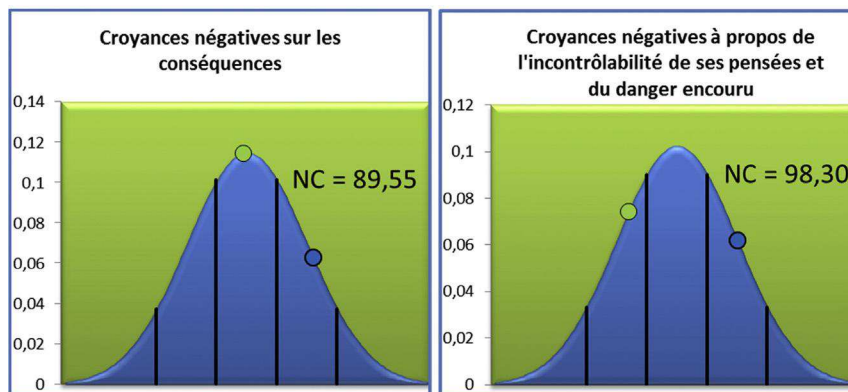 Croyances négatives sur les
conséquences
0,14
0,12
0,1
0,08
0,06
0,04
0,02
0
NC = 89,55
Croyances négatives à propos de
l'incontrôlabilité de ses pensées et
du danger encouru
0,12
0,1
0,08
0,06
0,04
0,02
0
NC = 98,30